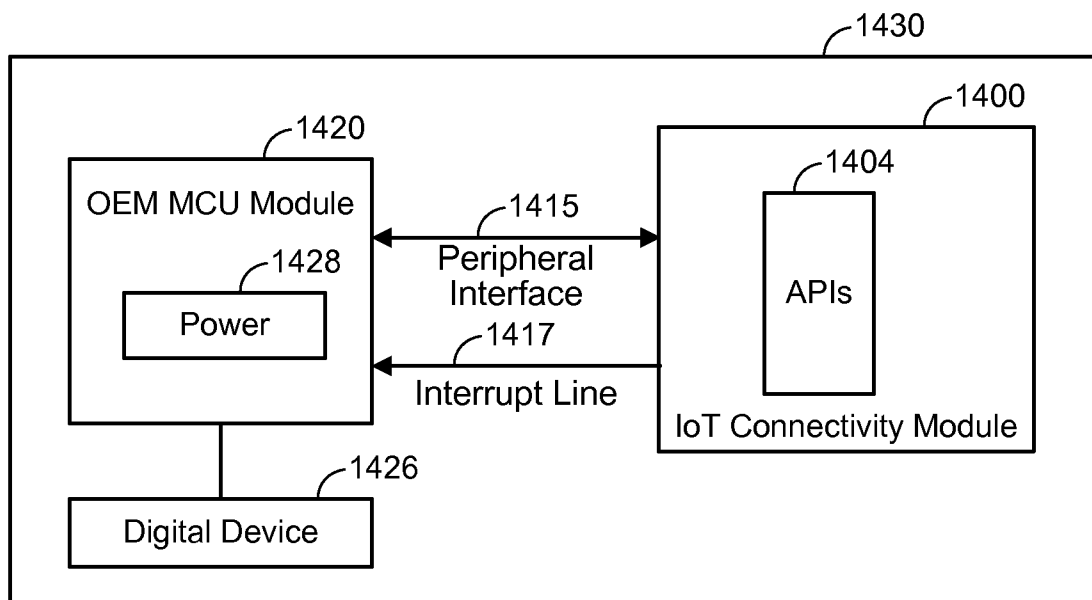 1430
1420
1400
OEM MCU Module
1404
1415
Peripheral
Interface
1428
Power
APIs
1417
Interrupt Line
IoT Connectivity Module
1426
Digital Device